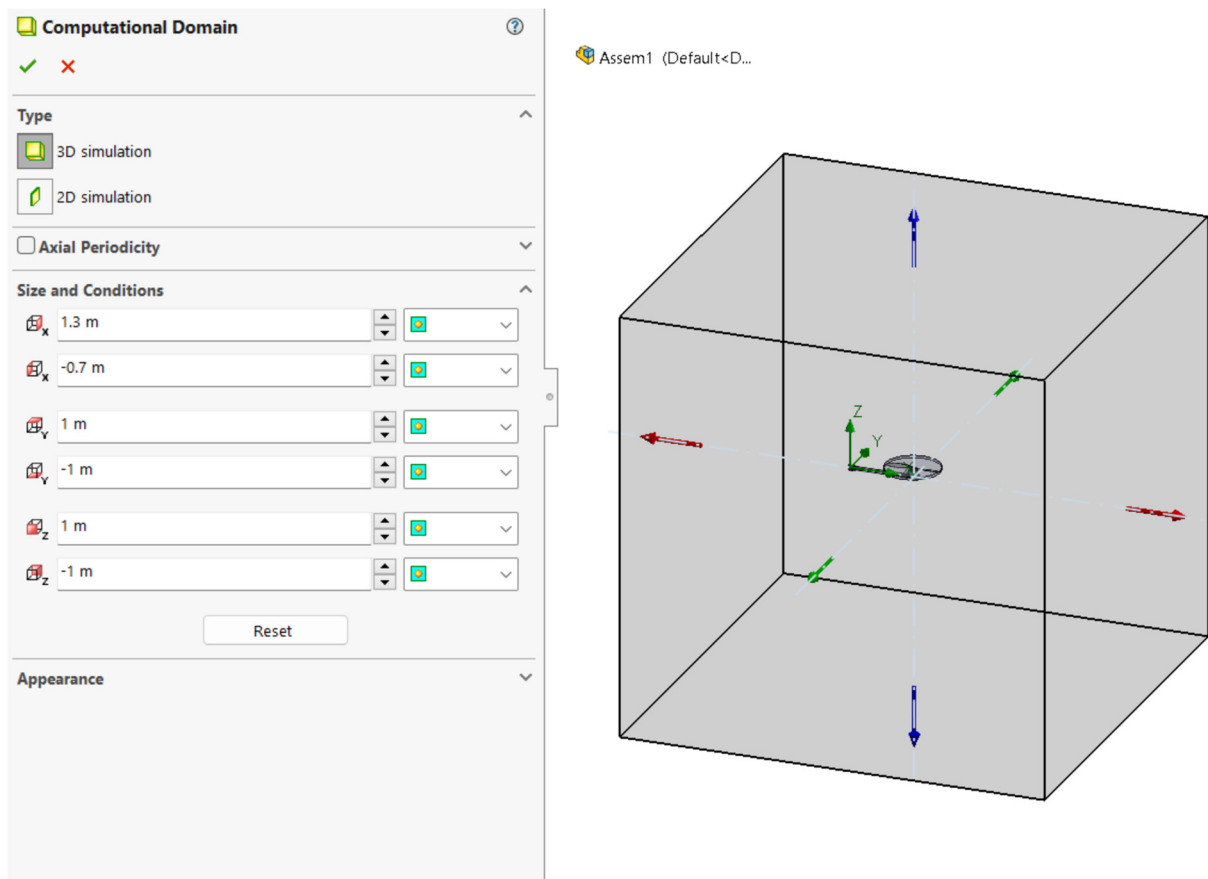 Computational Domain
Assem1 (Default<D...
Type
3D simulation
2D simulation
Axial Periodicity
Size and Conditions
X 1.3 m
X -0.7 m
Y 1 m
Y -1 m
Z 1 m
Z -1 m
Reset
Appearance
Z
Y